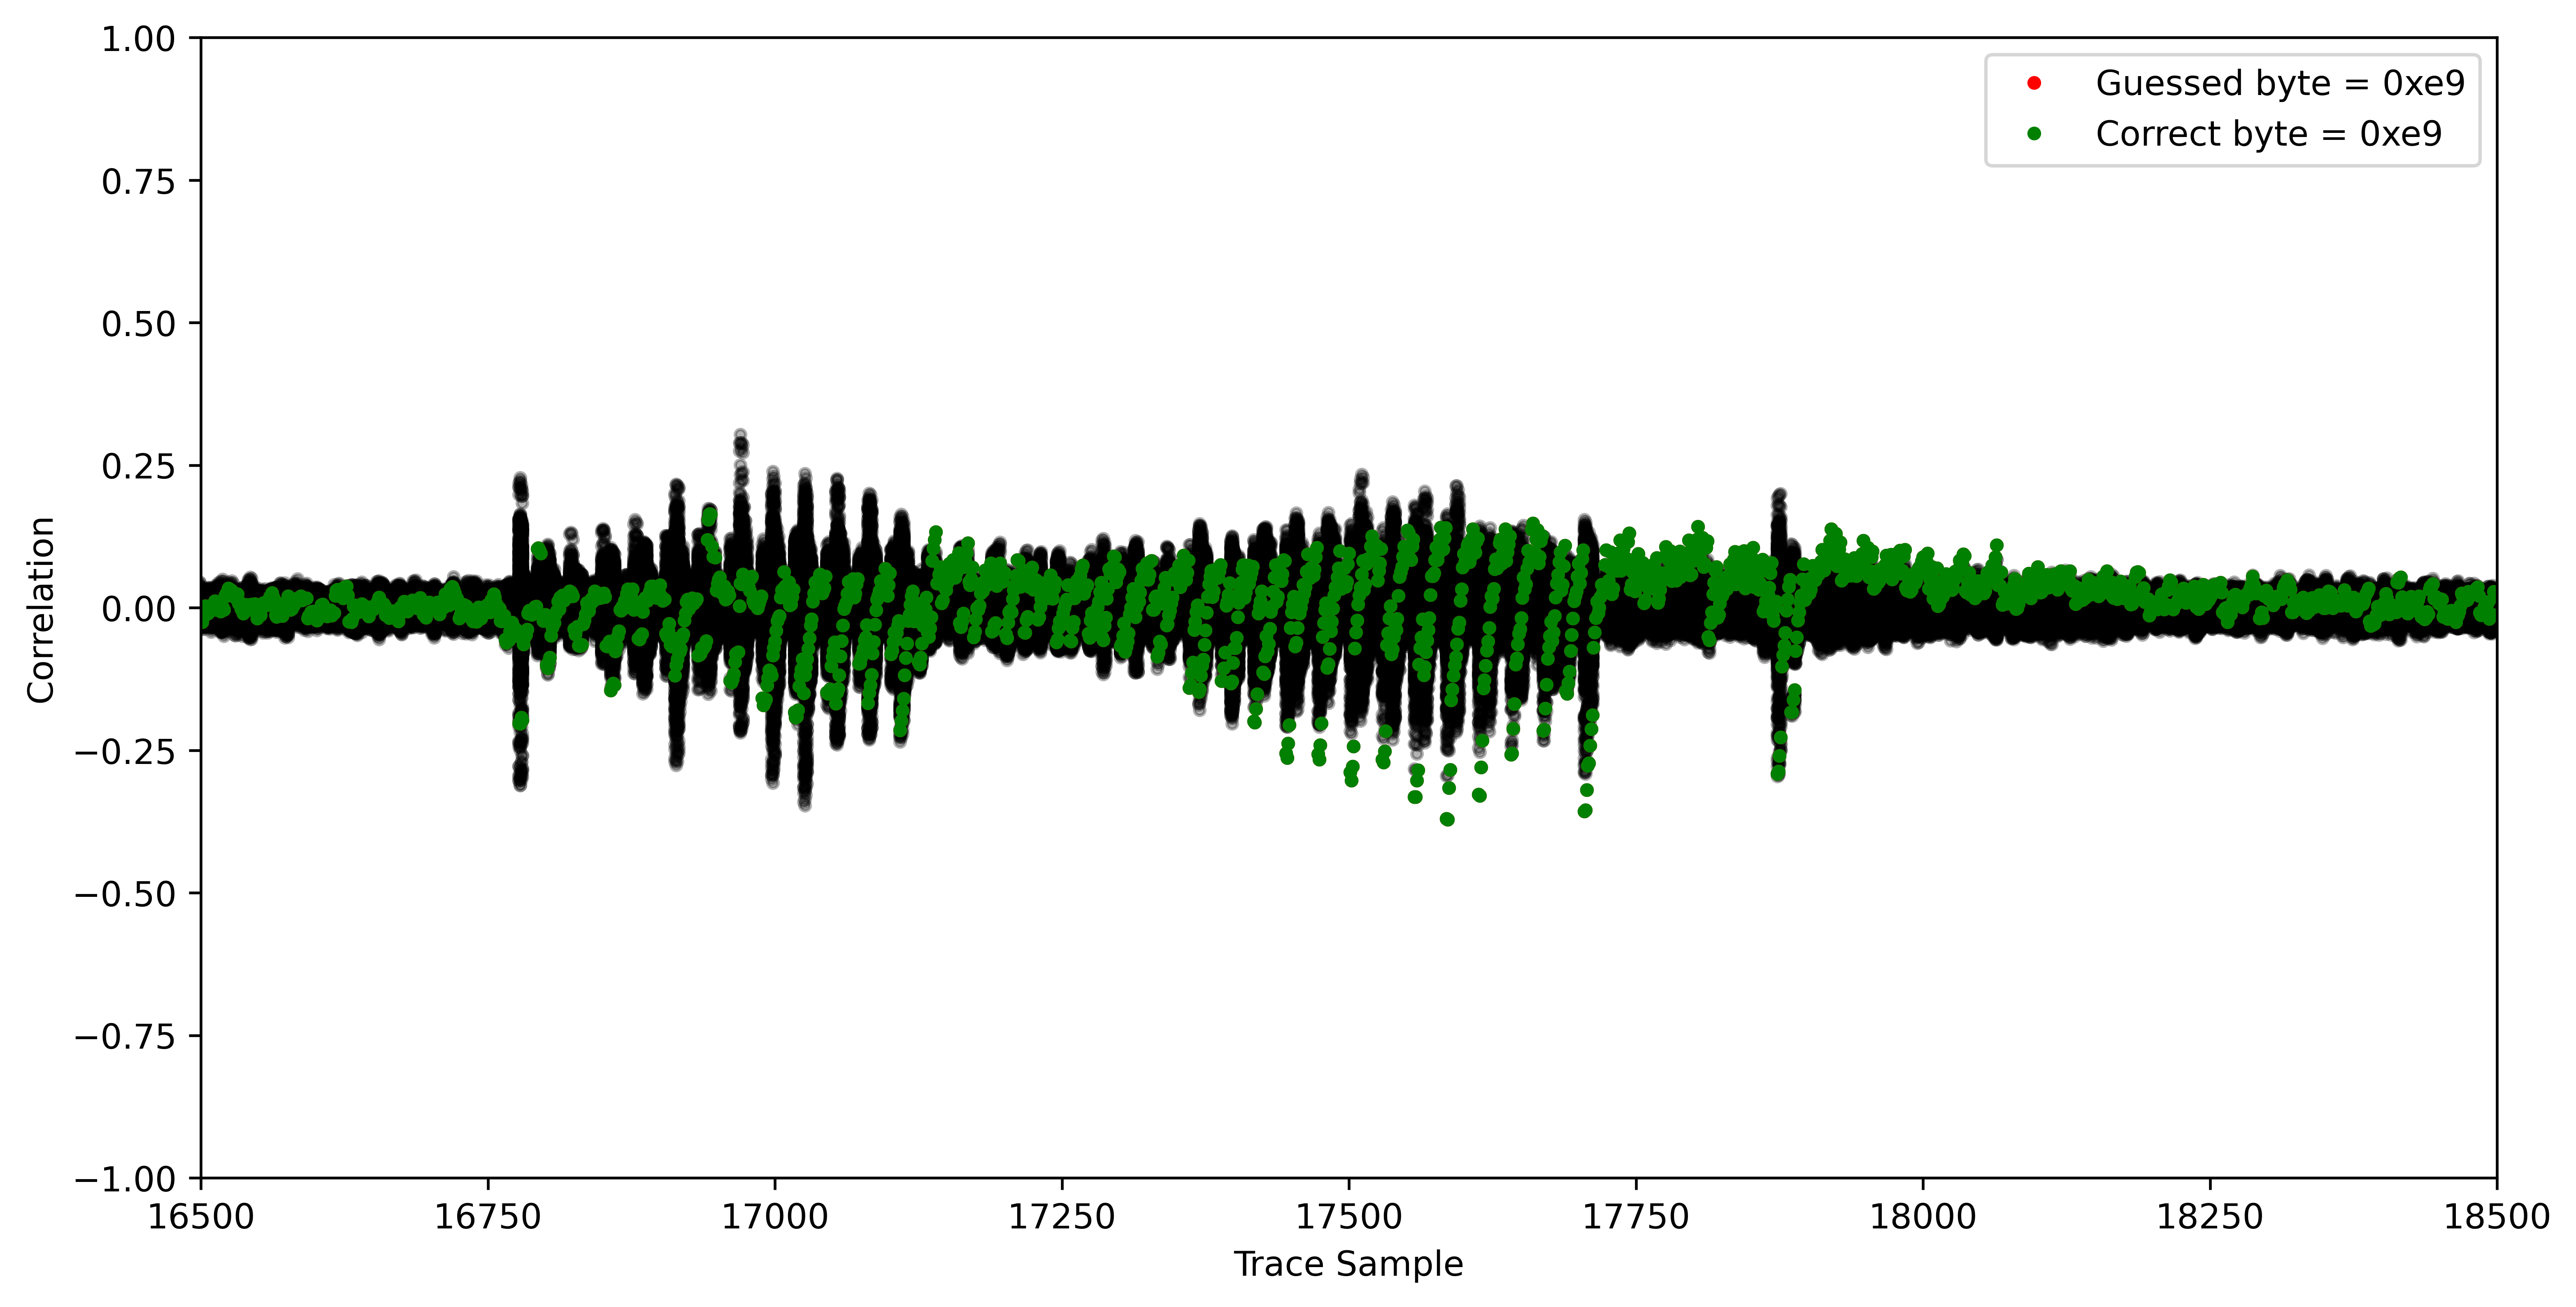 1.00
0.75
0.50
0.25
0.00
−0.25
−0.50
−0.75
−1.00
Correlation
Guessed byte = 0xe9
Correct byte = 0xe9
16500 16750 17000 17250 17500 17750 18000 18250 18500
Trace Sample